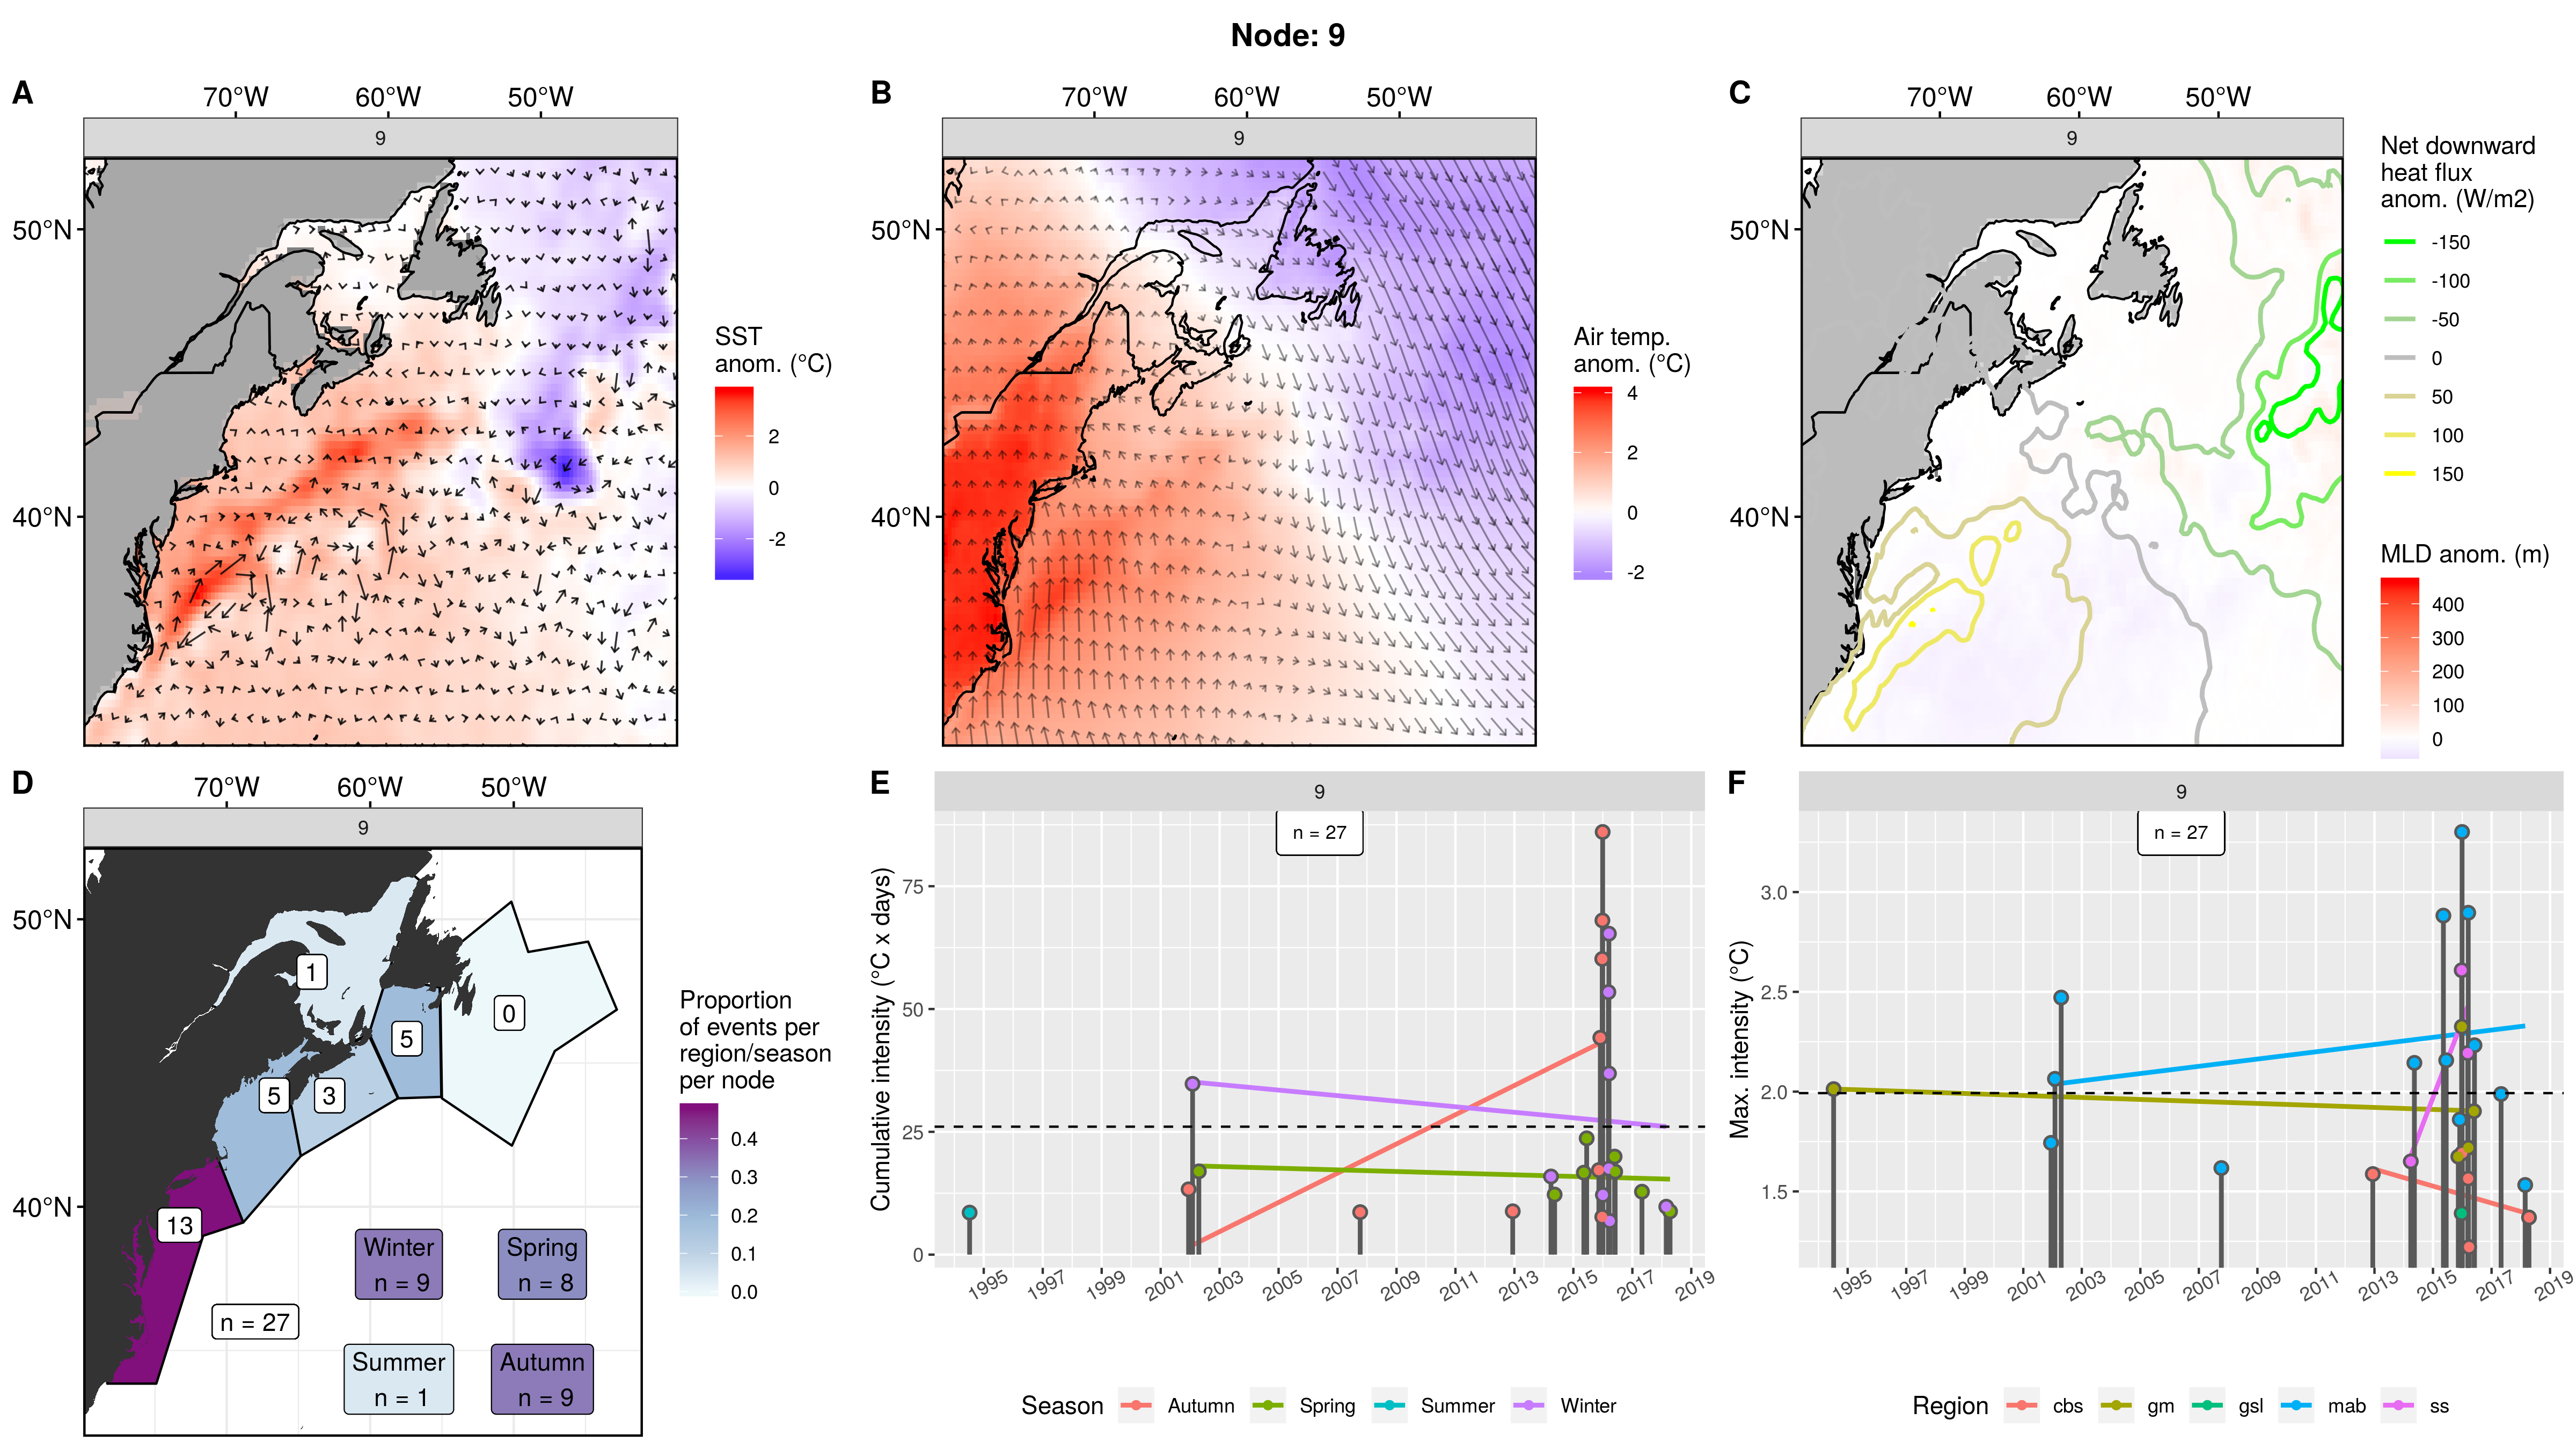 Node: 9
A
70°W 60°W 50°W
9
50°N
40°N
SST
anom. (°C)
2
0
-2
B
70°W 60°W 50°W
9
50°N
40°N
Air temp.
anom. (°C)
4
2
0
-2
C
70°W 60°W 50°W
9
50°N
40°N
Net downward
heat flux
anom. (W/m2)
-150
-100
-50
0
50
100
150
MLD anom. (m)
400
300
200
100
0
D
70°W 60°W 50°W
9
50°N
40°N
1
0
5
5
3
13
n = 27
Winter
n = 9
Spring
n = 8
Summer
n = 1
Autumn
n = 9
Proportion
of events per
region/season
per node
0.4
0.3
0.2
0.1
0.0
E
9
n = 27
Cumulative intensity (°C x days)
75
50
25
0
1995 1997 1999 2001 2003 2005 2007 2009 2011 2013 2015 2017 2019
Season Autumn Spring Summer Winter
F
9
n = 27
Max. intensity (°C)
3.0
2.5
2.0
1.5
1995 1997 1999 2001 2003 2005 2007 2009 2011 2013 2015 2017 2019
Region cbs gm gsl mab ss